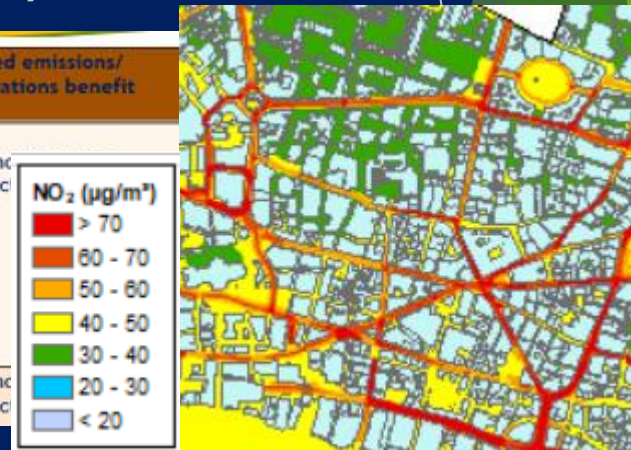 ed emissions/
ations benefit
NO₂ (µg/m³)
> 70
60 - 70
50 - 60
40 - 50
30 - 40
20 - 30
< 20